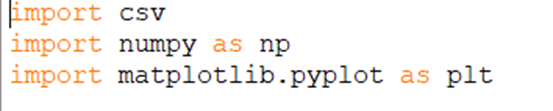 import csv
import numpy as np
import matplotlib.pyplot as plt